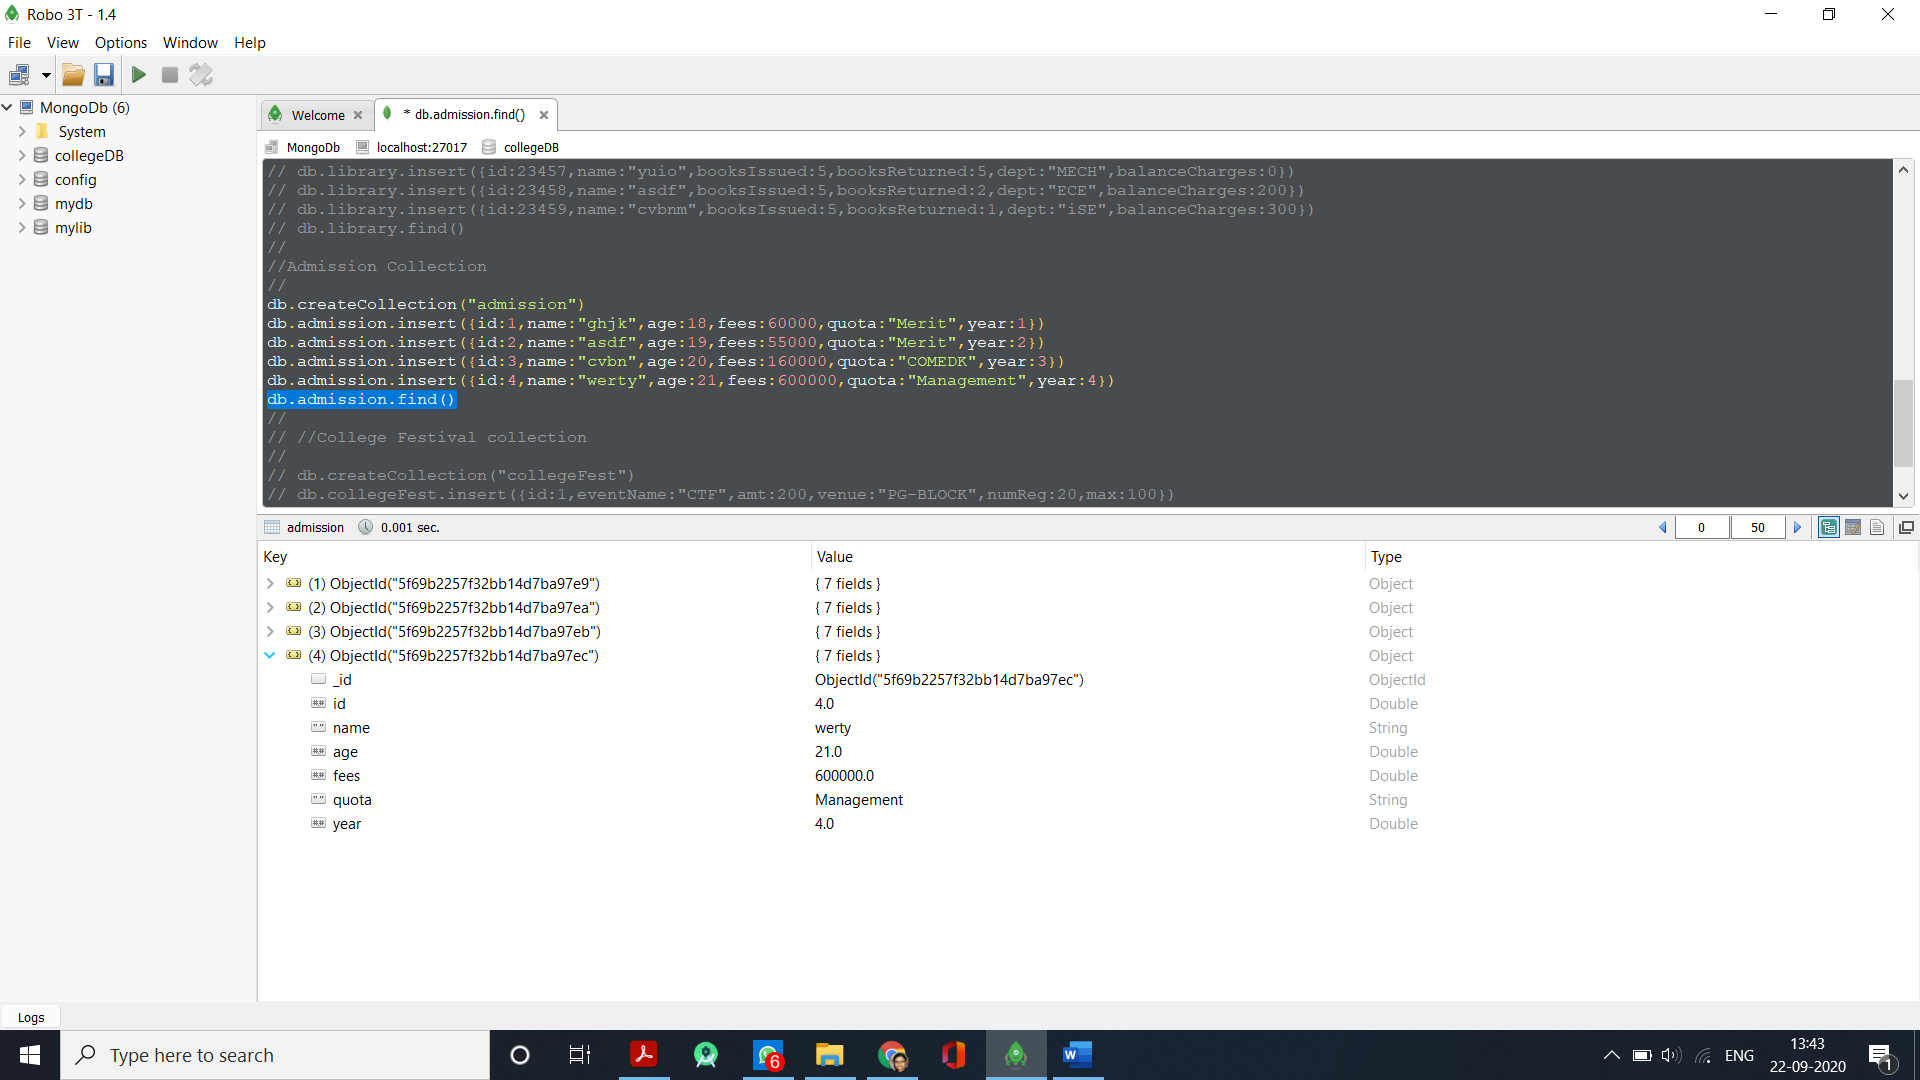 Robo 3T - 1.4
File View Options Window Help
MongoDb (6)
System
collegeDB
config
mydb
mylib
Welcome
* db.admission.find()
MongoDb localhost:27017 collegeDB
// db.library.insert({id:23457,name:"yuio",booksIssued:5,booksReturned:5,dept:"MECH",balanceCharges:0})
// db.library.insert({id:23458,name:"asdf",booksIssued:5,booksReturned:2,dept:"ECE",balanceCharges:200})
// db.library.insert({id:23459,name:"cvbnm",booksIssued:5,booksReturned:1,dept:"iSE",balanceCharges:300})
// db.library.find()
//
//Admission Collection
//
db.createCollection("admission")
db.admission.insert({id:1,name:"ghjk",age:18,fees:60000,quota:"Merit",year:1})
db.admission.insert({id:2,name:"asdf",age:19,fees:55000,quota:"Merit",year:2})
db.admission.insert({id:3,name:"cvbn",age:20,fees:160000,quota:"COMEDK",year:3})
db.admission.insert({id:4,name:"werty",age:21,fees:600000,quota:"Management",year:4})
db.admission.find()
//
// //College Festival collection
//
// db.createCollection("collegeFest")
// db.collegeFest.insert({id:1,eventName:"CTF",amt:200,venue:"PG-BLOCK",numReg:20,max:100})
admission 0.001 sec. 0 50
Key Value Type
(1) ObjectId("5f69b2257f32bb14d7ba97e9") { 7 fields } Object
(2) ObjectId("5f69b2257f32bb14d7ba97ea") { 7 fields } Object
(3) ObjectId("5f69b2257f32bb14d7ba97eb") { 7 fields } Object
(4) ObjectId("5f69b2257f32bb14d7ba97ec") { 7 fields } Object
_id ObjectId("5f69b2257f32bb14d7ba97ec") ObjectId
id 4.0 Double
name werty String
age 21.0 Double
fees 600000.0 Double
quota Management String
year 4.0 Double
Logs
Type here to search
6
ENG
13:43
22-09-2020
1